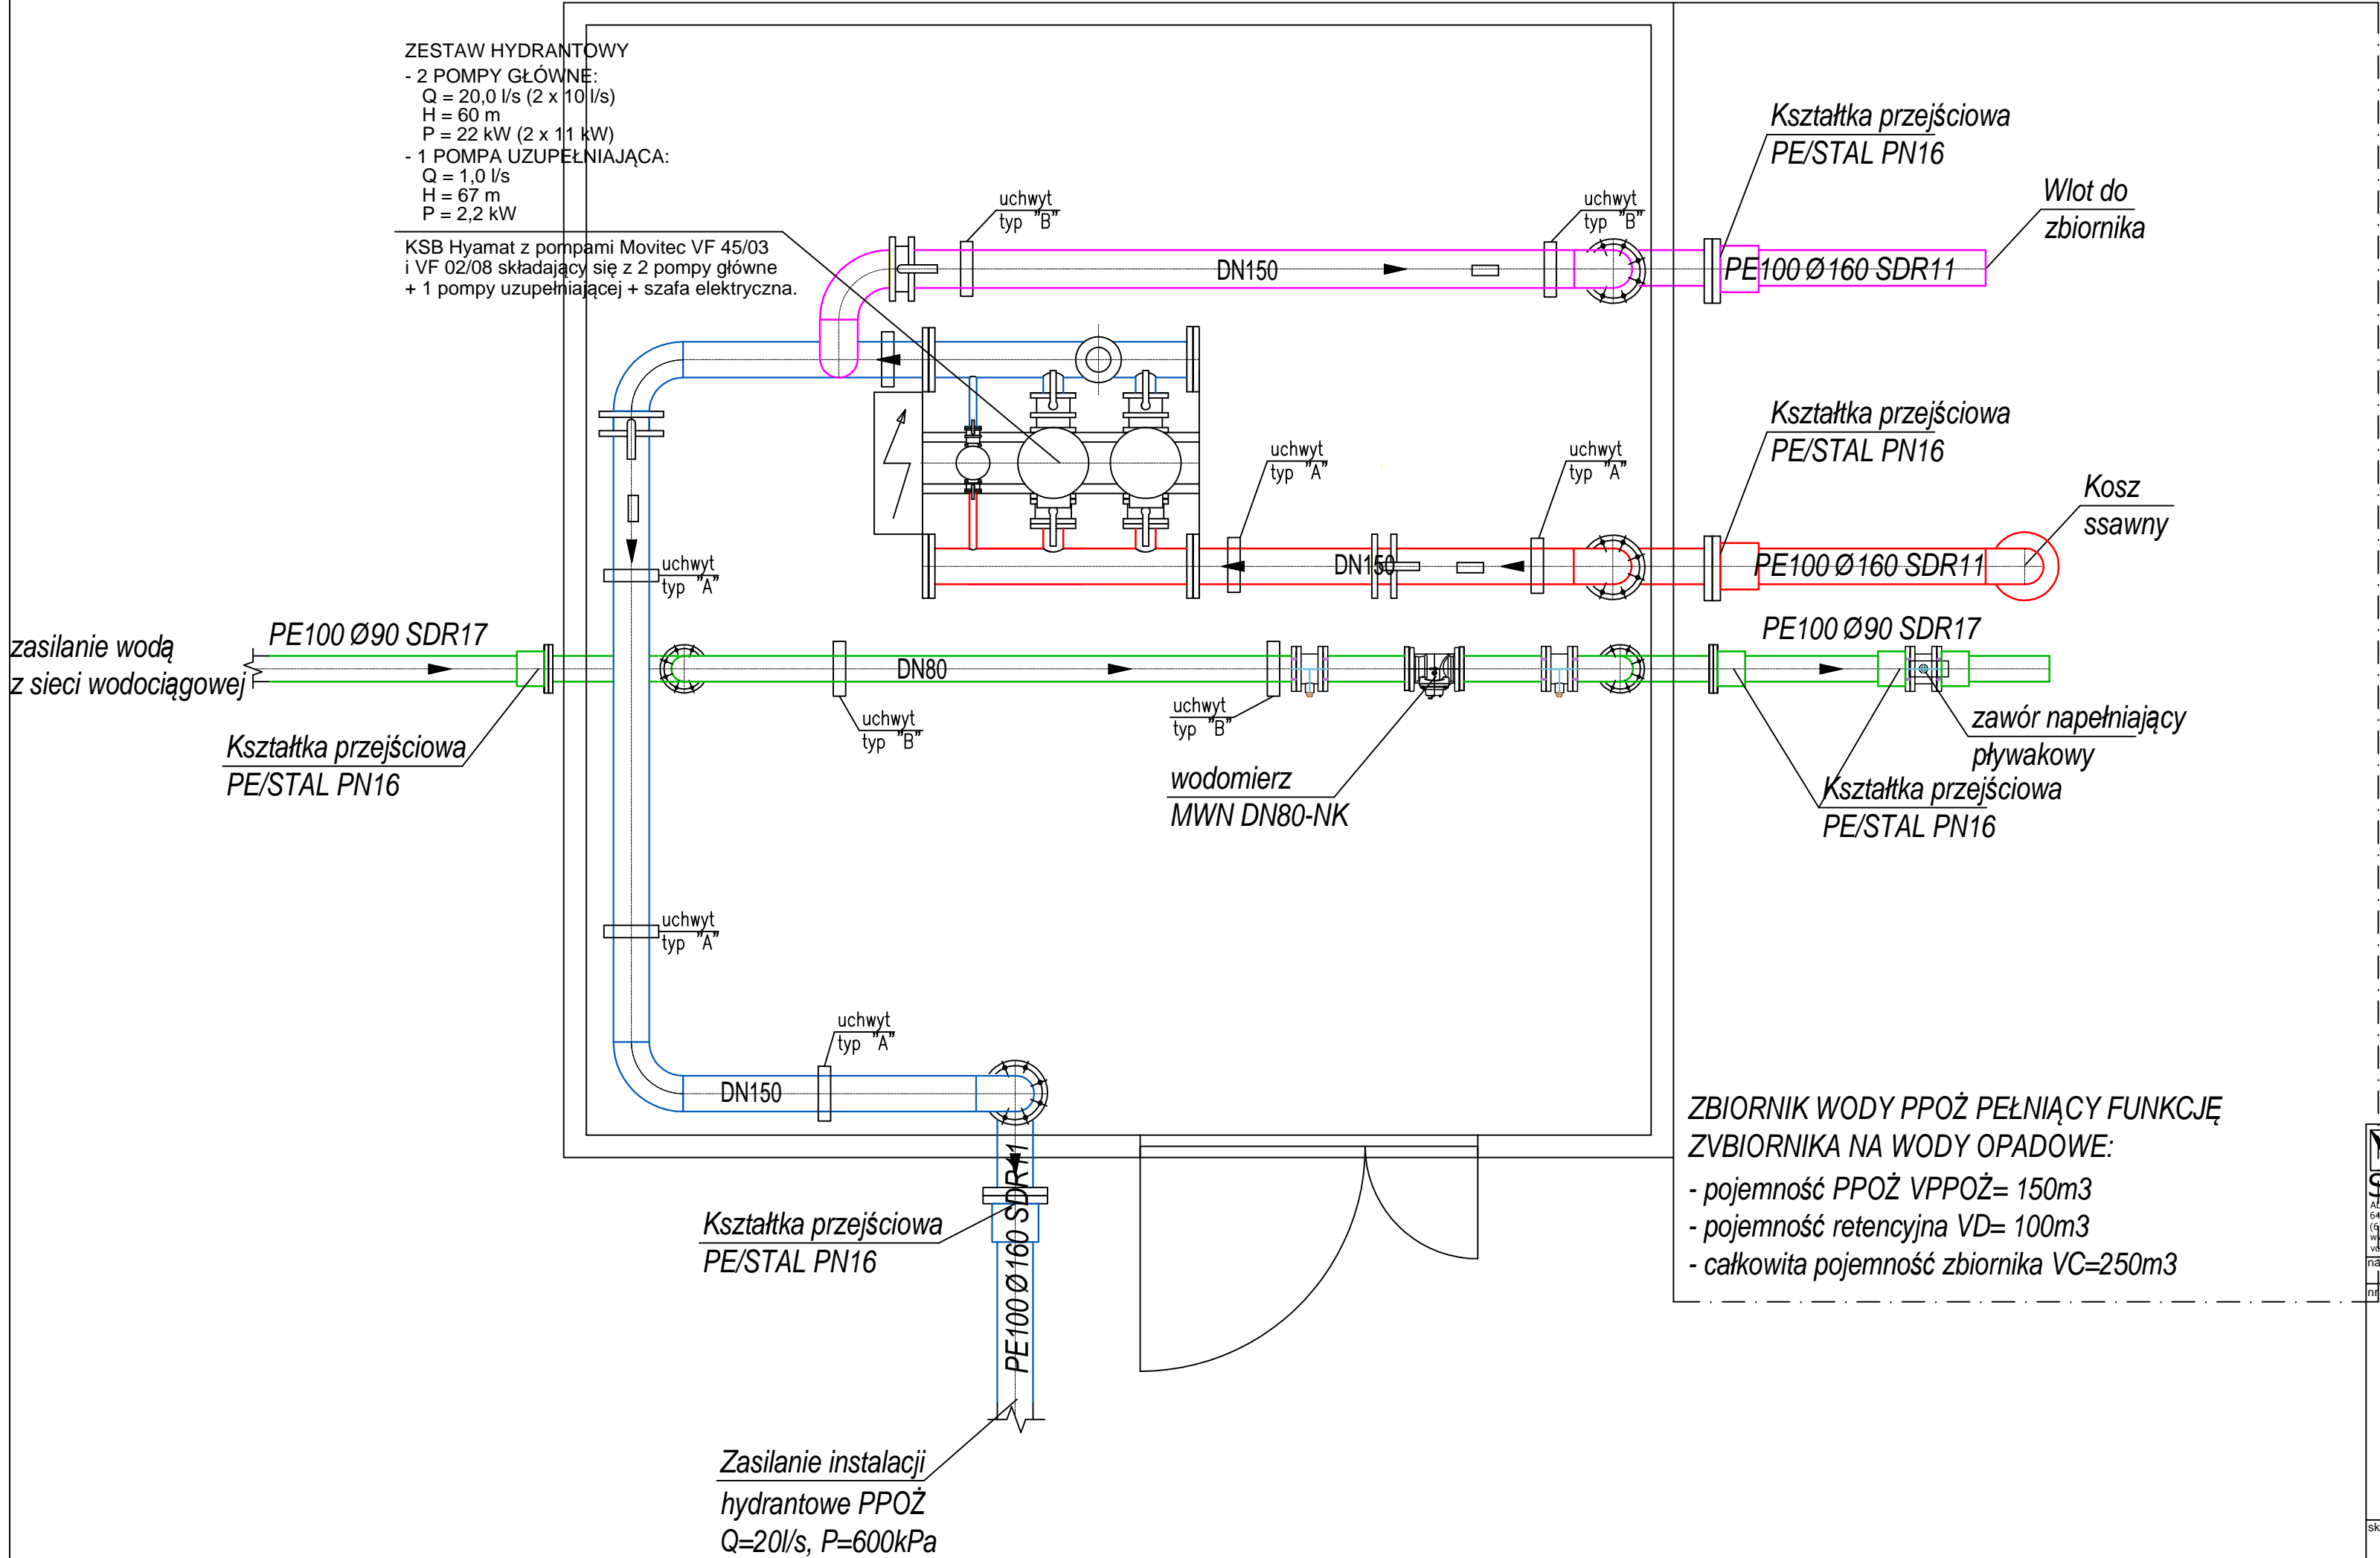 ZESTAW HYDRANTOWY
- 2 POMPY GŁÓWNE:
Q = 20,0 l/s (2 x 10 l/s)
H = 60 m
P = 22 kW (2 x 11 kW)
- 1 POMPA UZUPEŁNIAJĄCA:
Q = 1,0 l/s
H = 67 m
P = 2,2 kW
KSB Hyamat z pompami Movitec VF 45/03
i VF 02/08 składający się z 2 pompy główne
+ 1 pompy uzupełniającej + szafa elektryczna.
uchwyt
typ "B"
uchwyt
typ "B"
Kształtka przejściowa
PE/STAL PN16
Wlot do
zbiornika
DN150
PE100 Ø160 SDR11
Kształtka przejściowa
PE/STAL PN16
uchwyt
typ "A"
uchwyt
typ "A"
Kosz
ssawny
DN150
PE100 Ø160 SDR11
uchwyt
typ "A"
zasilanie wodą
z sieci wodociągowej
PE100 Ø90 SDR17
DN80
PE100 Ø90 SDR17
Kształtka przejściowa
PE/STAL PN16
uchwyt
typ "B"
uchwyt
typ "B"
wodomierz
MWN DN80-NK
zawór napełniający
pływakowy
Kształtka przejściowa
PE/STAL PN16
uchwyt
typ "A"
uchwyt
typ "A"
DN150
PE100 Ø160 SDR11
Kształtka przejściowa
PE/STAL PN16
Zasilanie instalacji
hydrantowe PPOŻ
Q=20l/s, P=600kPa
ZBIORNIK WODY PPOŻ PEŁNIĄCY FUNKCJĘ
ZVBIORNIKA NA WODY OPADOWE:
- pojemność PPOŻ VPPOŻ= 150m3
- pojemność retencyjna VD= 100m3
- całkowita pojemność zbiornika VC=250m3
na
nr
sk